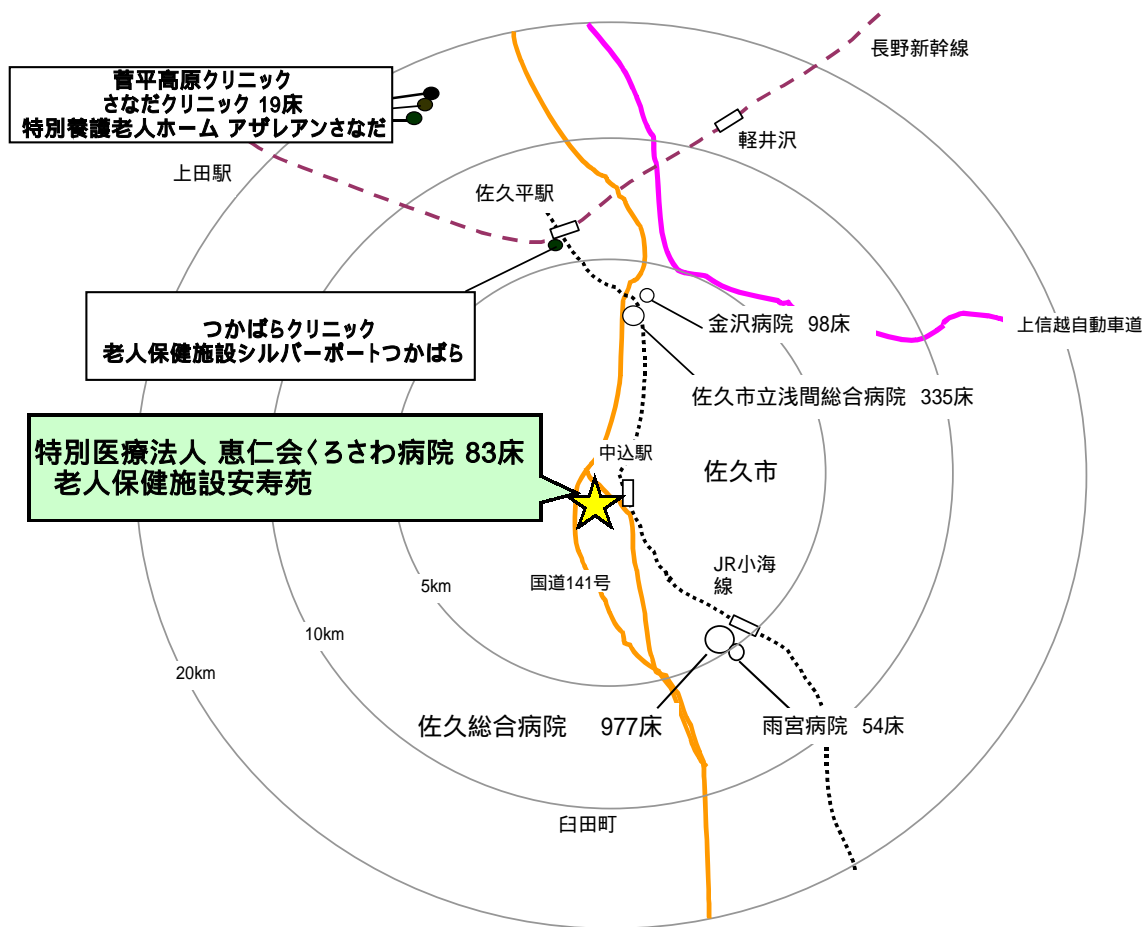 長野新幹線
菅平高原クリニック
さなだクリニック 19床
特別養護老人ホーム アザレアンさなだ
軽井沢
上田駅
佐久平駅
つかばらクリニック
老人保健施設シルバーポートつかばら
金沢病院 98床
上信越自動車道
佐久市立浅間総合病院 335床
特別医療法人 恵仁会くろさわ病院 83床
老人保健施設安寿苑
中込駅
佐久市
JR小海
線
国道141号
5km
10km
20km
佐久総合病院 977床
雨宮病院 54床
臼田町